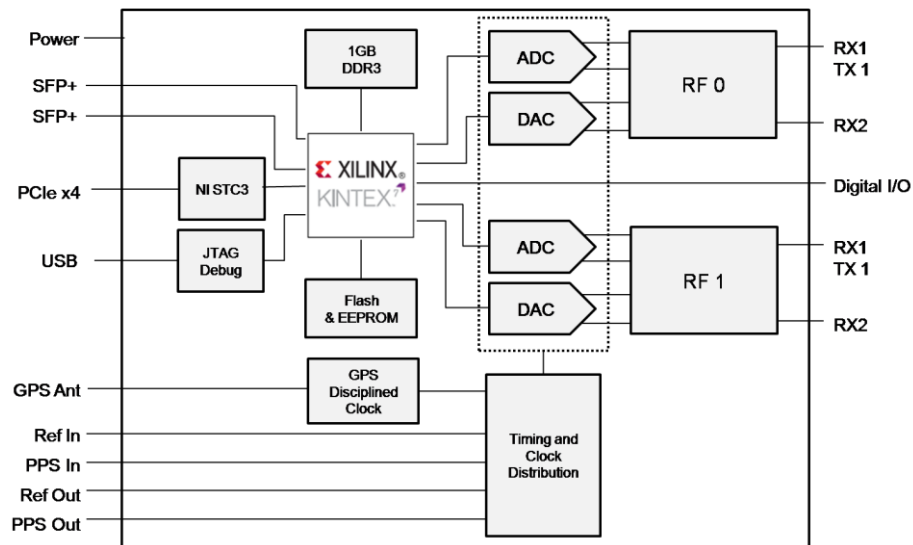 Power
SFP+
SFP+
PCIe x4
USB
GPS Ant
Ref In
PPS In
Ref Out
PPS Out
1GB
DDR3
NI STC3
JTAG
Debug
XILINX®
KINTEX.7
Flash
& EEPROM
GPS
Disciplined
Clock
ADC
DAC
ADC
DAC
Timing and
Clock
Distribution
RF 0
RF 1
RX1
TX 1
RX2
Digital I/O
RX1
TX 1
RX2